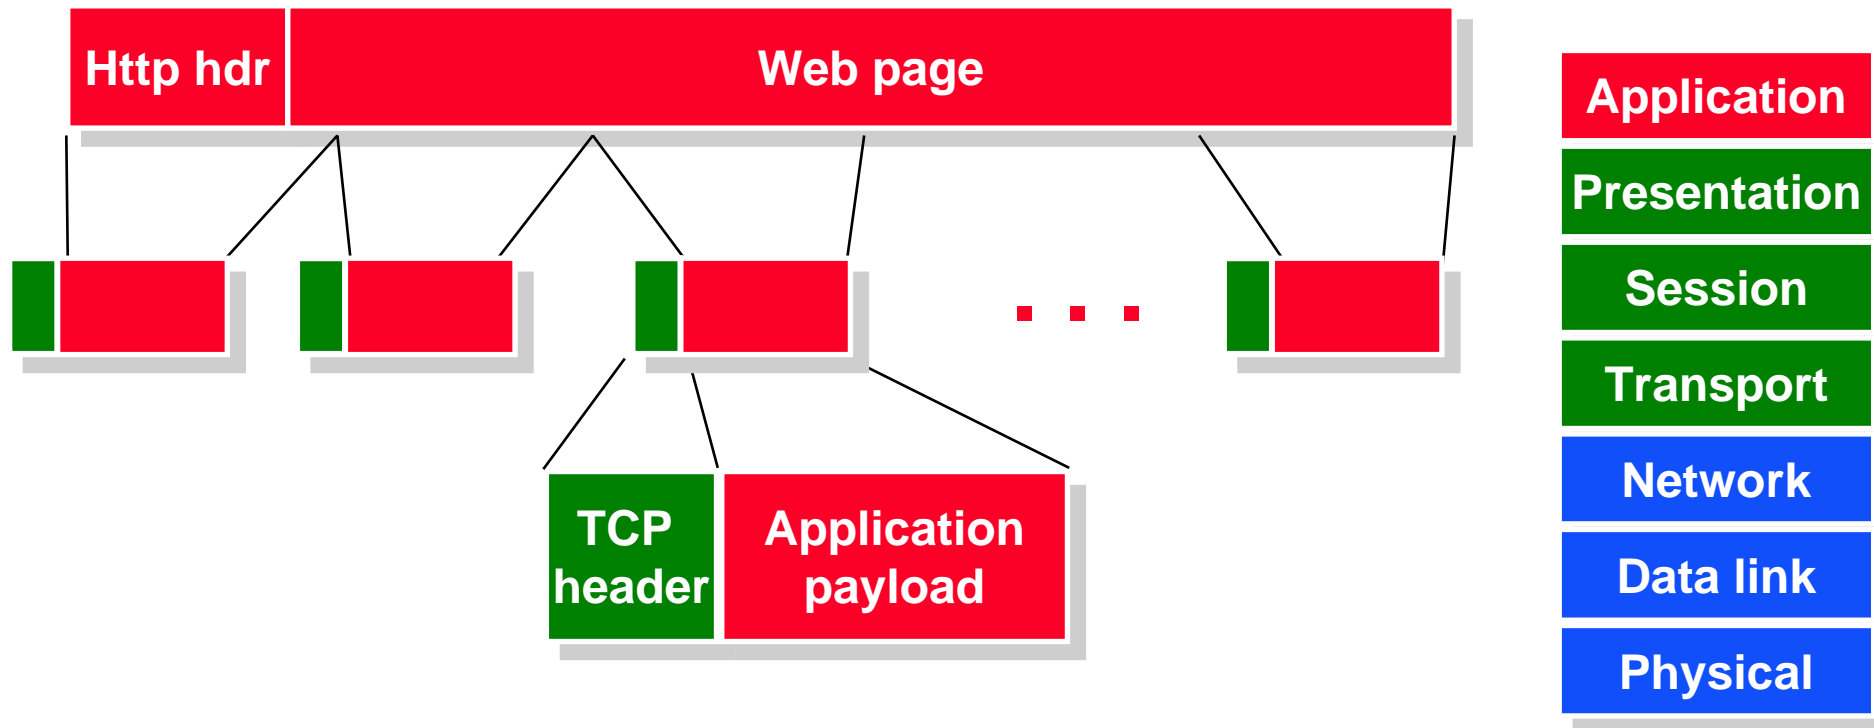 Http hdr
Web page
Application
Presentation
Session
Transport
Network
Data link
Physical
TCP
header
Application
payload